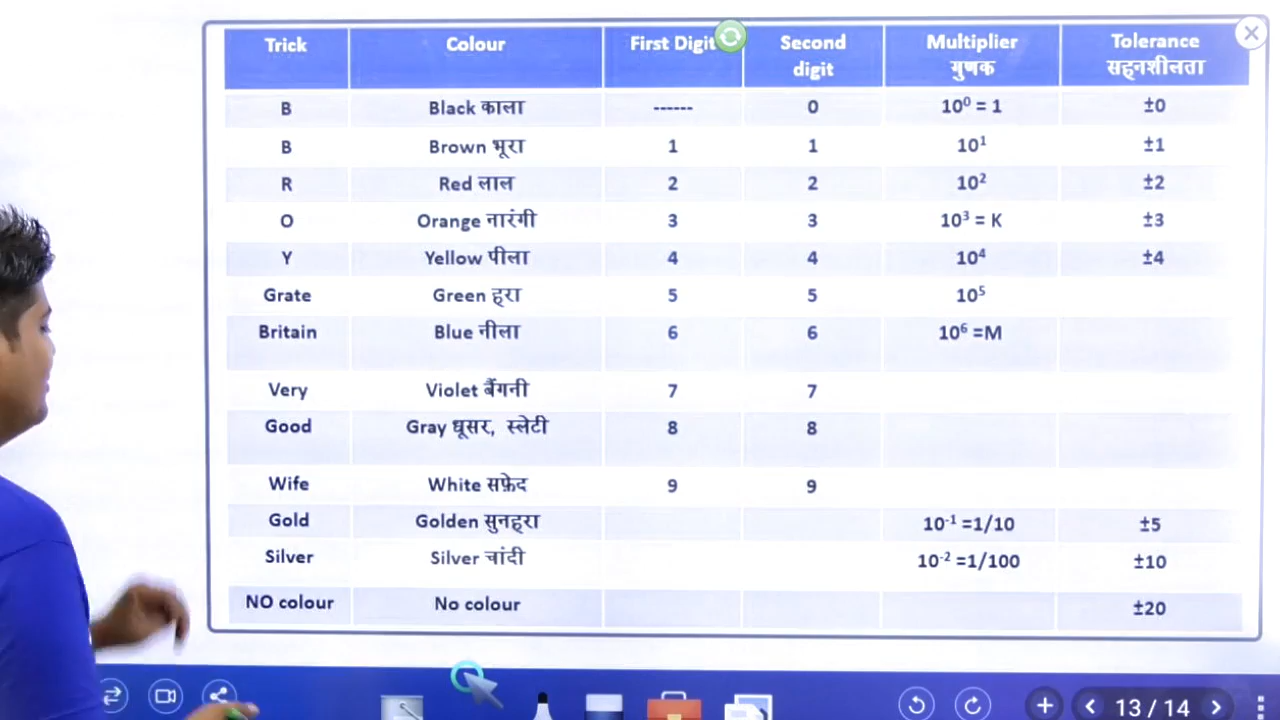 Trick Colour First Digit Second digit Multiplier गुणक Tolerance सहनशीलता
B Black काला ------ 0 10⁰ = 1 ±0
B Brown भूरा 1 1 10¹ ±1
R Red लाल 2 2 10² ±2
O Orange नारंगी 3 3 10³ = K ±3
Y Yellow पीला 4 4 10⁴ ±4
Grate Green हरा 5 5 10⁵
Britain Blue नीला 6 6 10⁶ =M
Very Violet बैंगनी 7 7
Good Gray घूसर, स्लेटी 8 8
Wife White सफ़ेद 9 9
Gold Golden सुनहरा 10⁻¹ =1/10 ±5
Silver Silver चांदी 10⁻² =1/100 ±10
NO colour No colour ±20
13 / 14